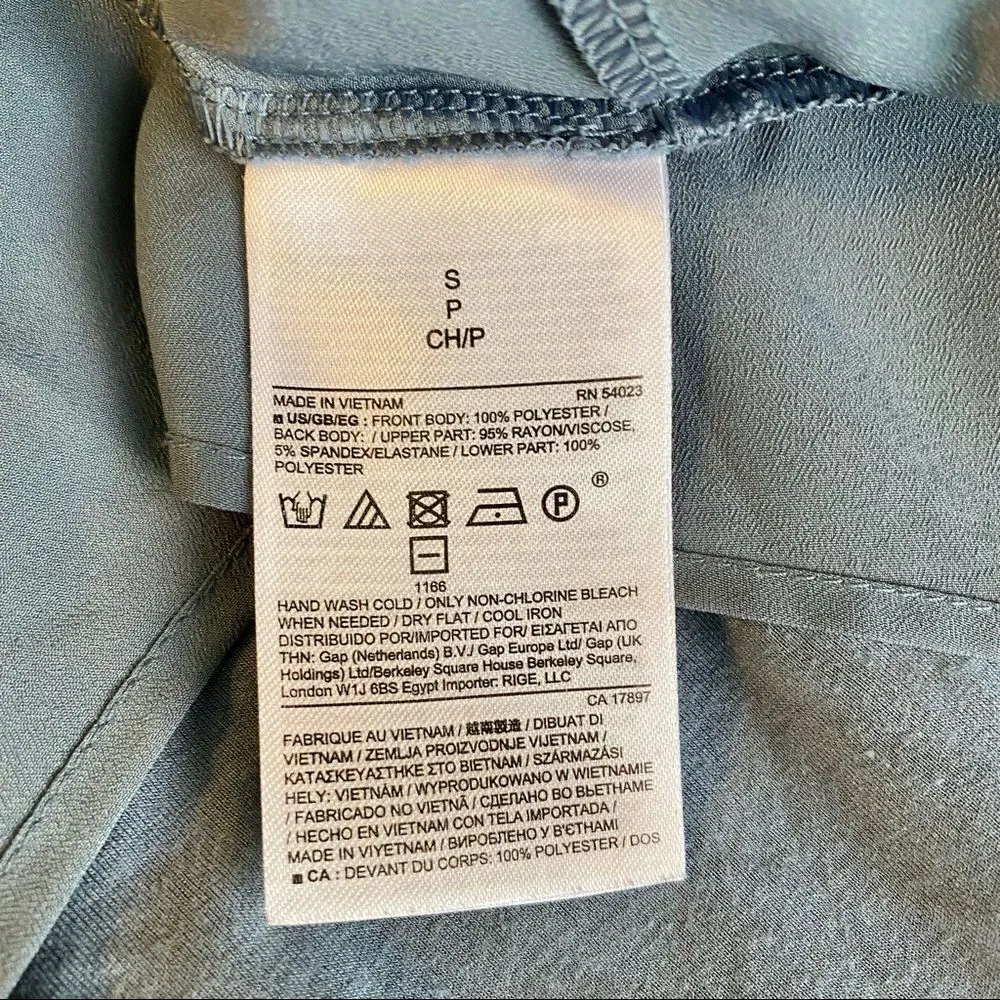 S
P
CH/P
MADE IN VIETNAM RN 54023
US/GB/EG : FRONT BODY: 100% POLYESTER /
BACK BODY: / UPPER PART: 95% RAYON/VISCOSE,
5% SPANDEX/ELASTANE / LOWER PART: 100%
POLYESTER
P ®
1166
HAND WASH COLD / ONLY NON-CHLORINE BLEACH
WHEN NEEDED / DRY FLAT / COOL IRON
DISTRIBUIDO POR/IMPORTED FOR/ ΕΙΣΑΓΕΤΑΙ ΑΠΟ
ΤΗΝ: Gap (Netherlands) B.V./ Gap Europe Ltd/ Gap (UK
Holdings) Ltd/Berkeley Square House Berkeley Square,
London W1J 6BS Egypt Importer: RIGE, LLC
CA 17897
FABRIQUE AU VIETNAM / 越南製造 / DIBUAT DI
VIETNAM / ZEMLJA PROIZVODNJE VIJETNAM /
ΚΑΤΑΣΚΕΥΑΣΤΗΚΕ ΣΤΟ ΒΙΕΤΝΑΜ / SZÁRMAZÁSI
HELY: VIETNÁM / WYPRODUKOWANO W WIETNAMIE
/ FABRICADO NO VIETNÃ / СДЕЛАНО ВО ВЬЕТНАМЕ
/ HECHO EN VIETNAM CON TELA IMPORTADA /
MADE IN VIYETNAM / ВИРОБЛЕНО У В'ЄТНАМІ
CA : DEVANT DU CORPS: 100% POLYESTER / DOS